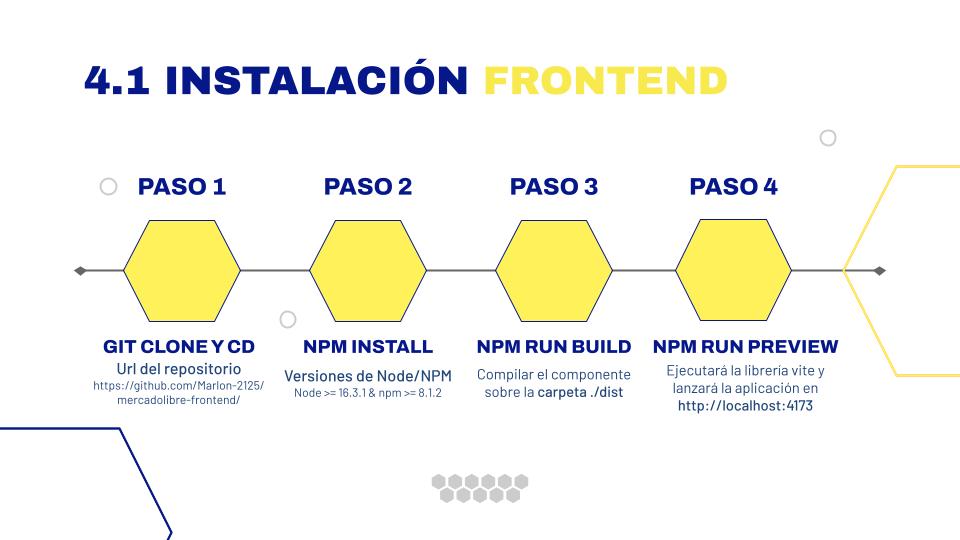 4.1 INSTALACIÓN FRONTEND
PASO 1
PASO 2
PASO 3
PASO 4
GIT CLONE Y CD
Url del repositorio
https://github.com/Marlon-2125/
mercadolibre-frontend/
NPM INSTALL
Versiones de Node/NPM
Node >= 16.3.1 & npm >= 8.1.2
NPM RUN BUILD
Compilar el componente
sobre la carpeta ./dist
NPM RUN PREVIEW
Ejecutará la librería vite y
lanzará la aplicación en
http://localhost:4173